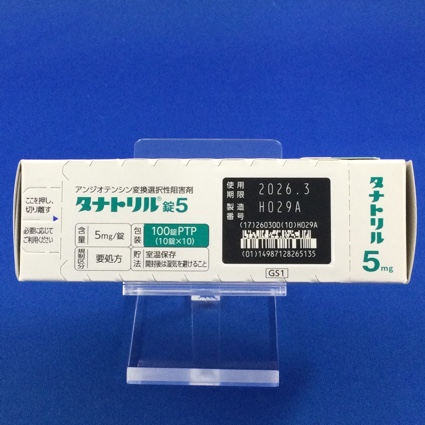 ここを押し、
切り離す
必要に応じて
ご利用ください
アンジオテンシン変換選択性阻害剤
タナトリル®錠5
含量 5mg/錠
包装 100錠PTP
(10錠×10)
規制区分 要処方
貯法 室温保存
開封後は湿気を避けること
使用期限 2026.3
製造番号 H029A
(17)260300(10)H029A
(01)14987128265135
GS1
タナトリル
5mg